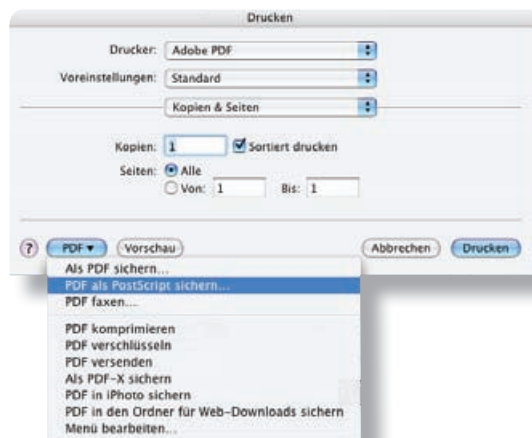 Drucken
Drucker: Adobe PDF
Voreinstellungen: Standard
Kopien & Seiten
Kopien: 1 Sortiert drucken
Seiten: Alle
Von: 1 Bis: 1
? PDF Vorschau Abbrechen Drucken
Als PDF sichern...
PDF als PostScript sichern...
PDF faxen...
PDF komprimieren
PDF verschlüsseln
PDF versenden
Als PDF-X sichern
PDF in iPhoto sichern
PDF in den Ordner für Web-Downloads sichern
Menü bearbeiten...